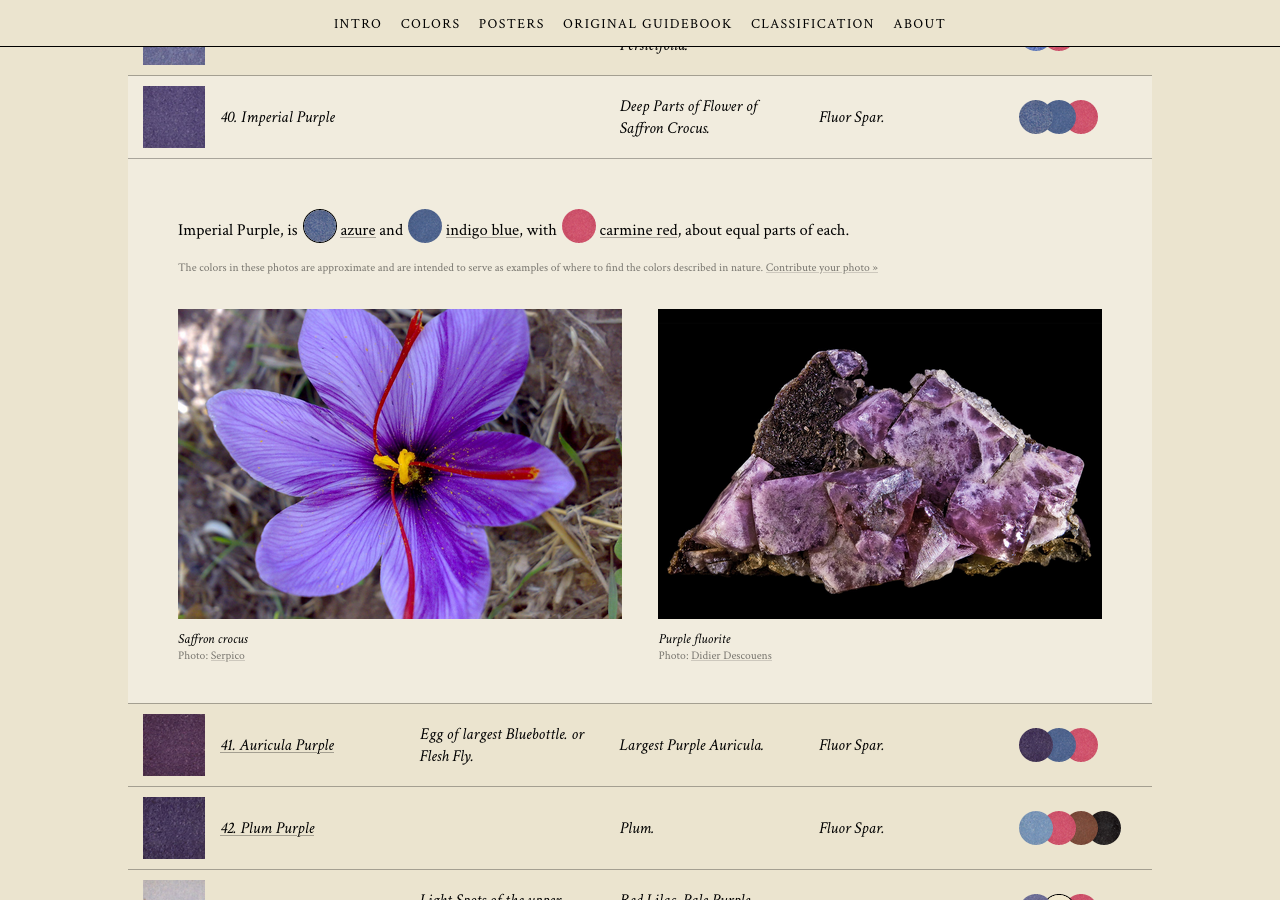 INTRO COLORS POSTERS ORIGINAL GUIDEBOOK CLASSIFICATION ABOUT
40. Imperial Purple
Deep Parts of Flower of
Saffron Crocus.
Fluor Spar.
Imperial Purple, is azure and indigo blue, with carmine red, about equal parts of each.
The colors in these photos are approximate and are intended to serve as examples of where to find the colors described in nature. Contribute your photo »
Saffron crocus
Photo: Serpico
Purple fluorite
Photo: Didier Descouens
41. Auricula Purple
Egg of largest Bluebottle. or
Flesh Fly.
Largest Purple Auricula.
Fluor Spar.
42. Plum Purple
Plum.
Fluor Spar.
Light Spots of the upper
Red Lilac. Pale Purple